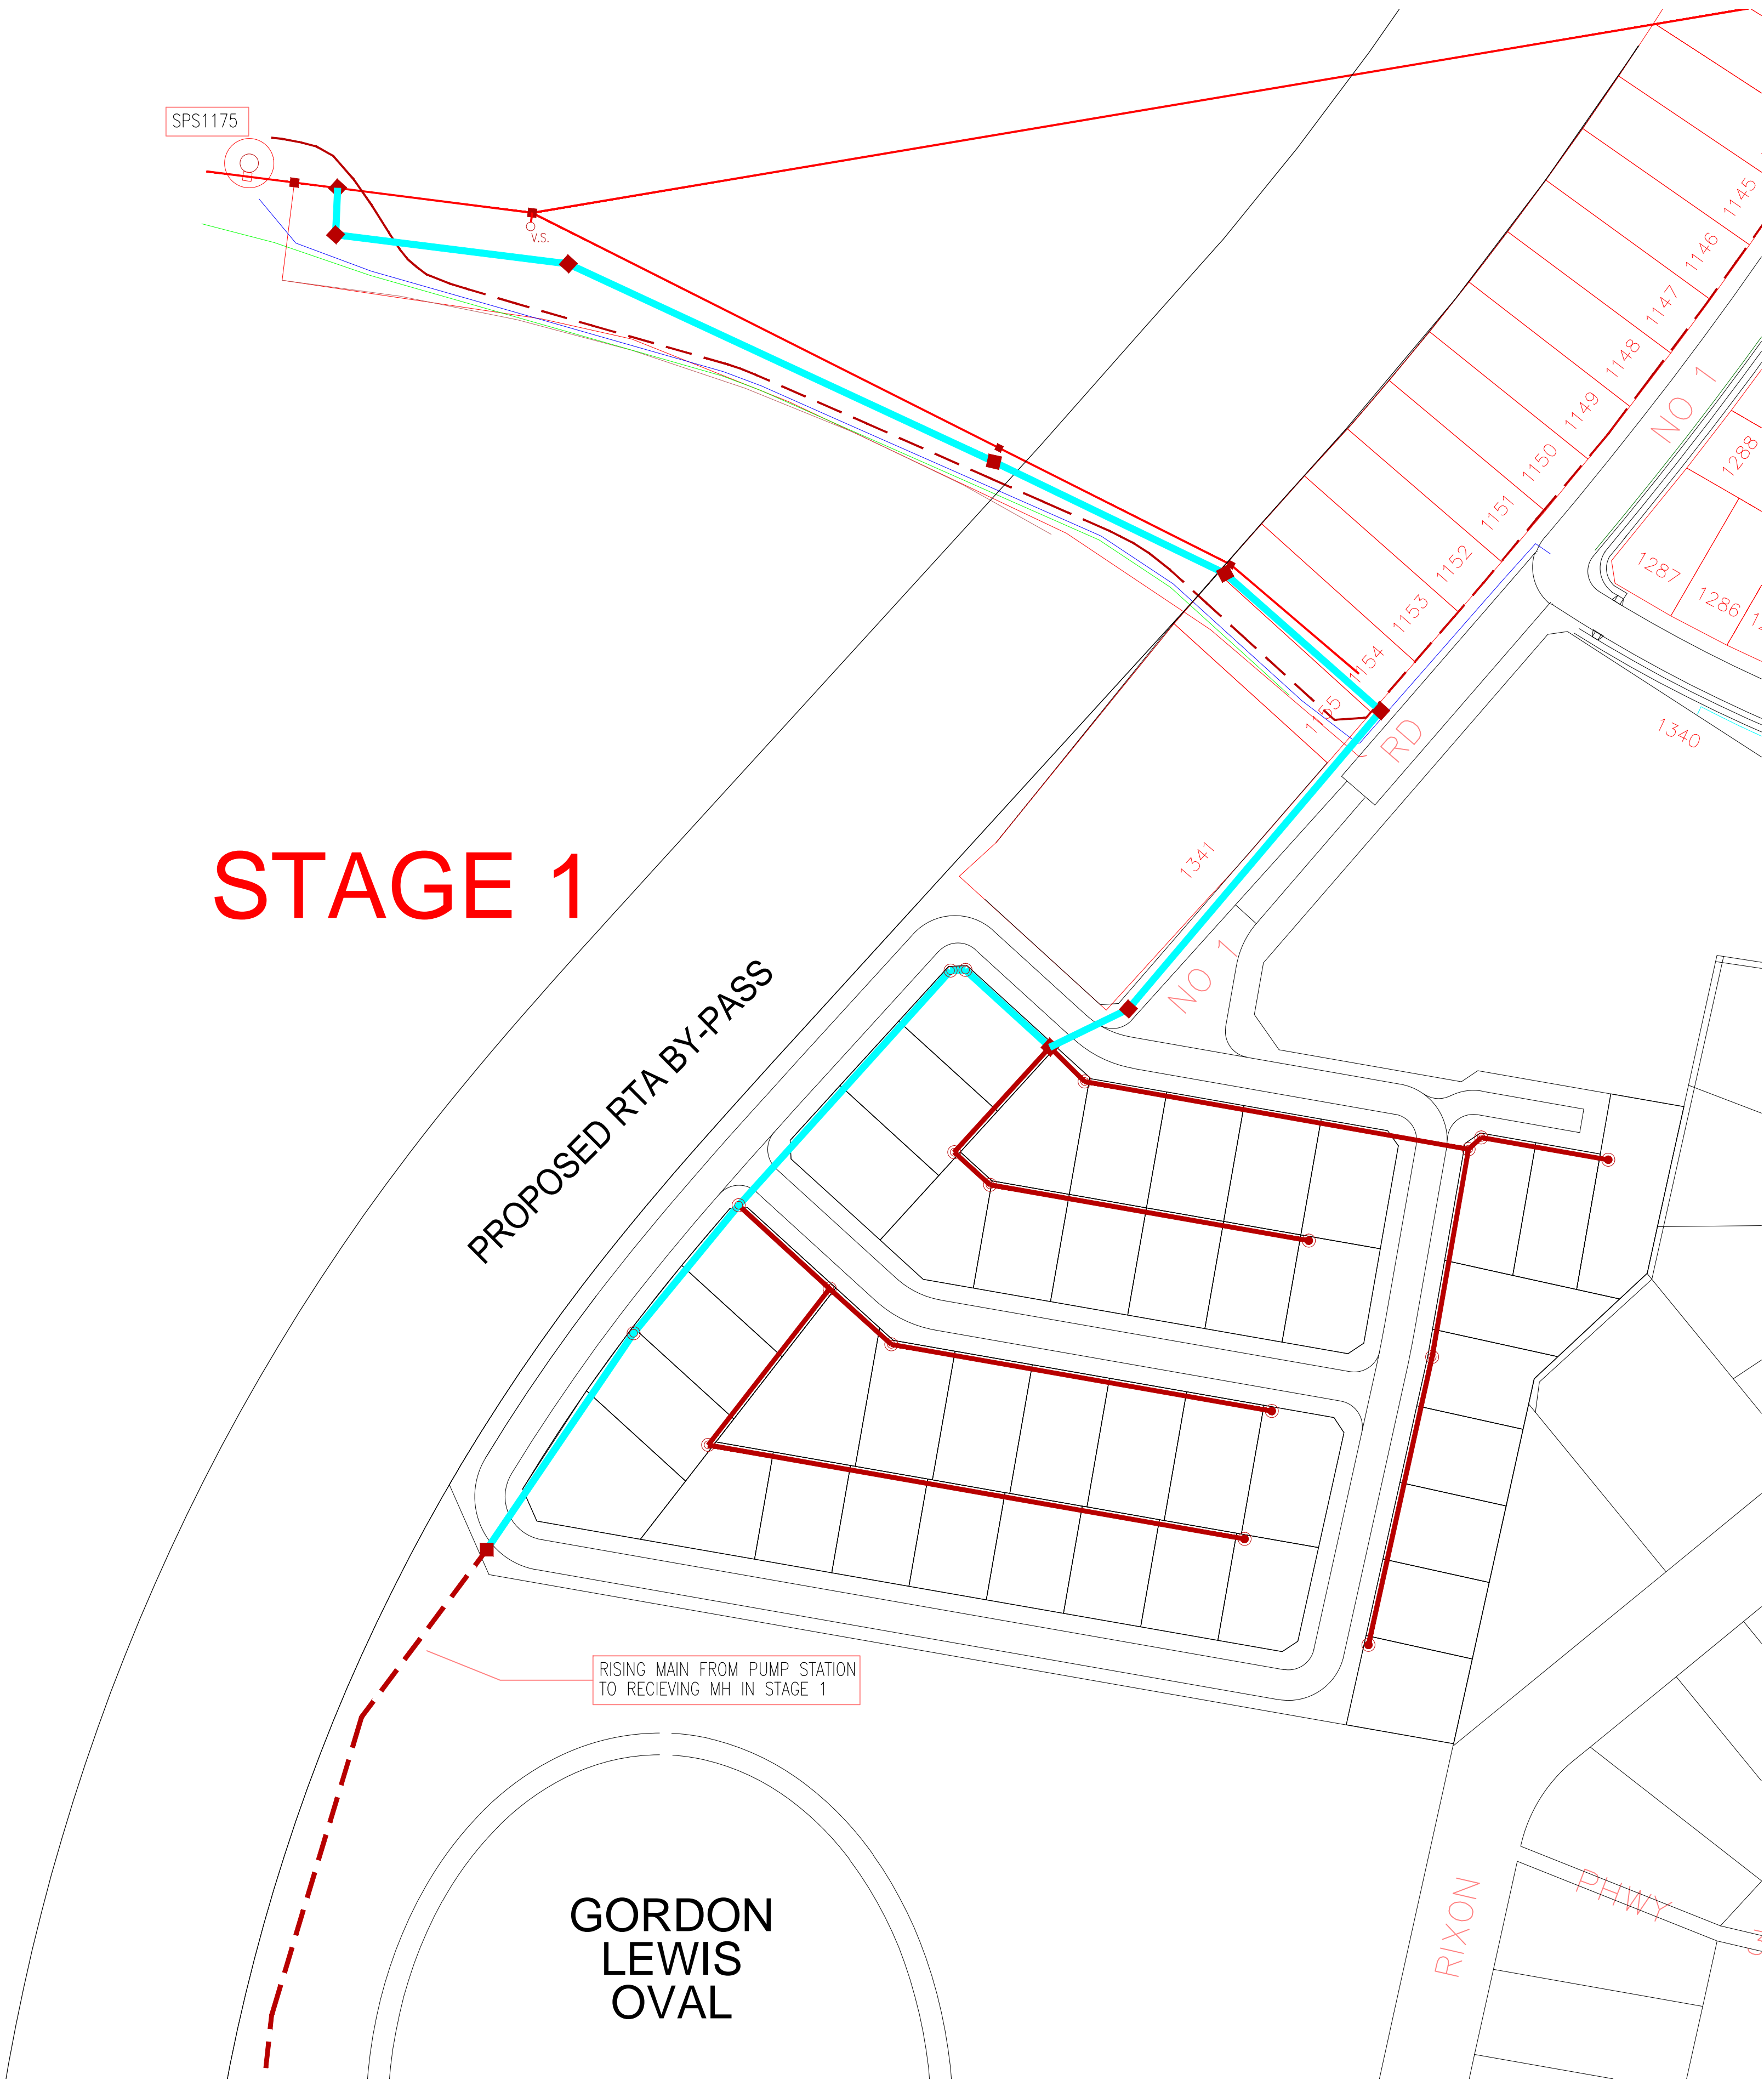 SPS1175
V.S.
1145
1146
1147
1148
1149
1150
1151
1152
1153
1154
1155
NO 1
1288
1287
1286
RD
1340
1341
NO 1
STAGE 1
PROPOSED RTA BY-PASS
RISING MAIN FROM PUMP STATION
TO RECIEVING MH IN STAGE 1
GORDON
LEWIS
OVAL
RIXON
PHWY